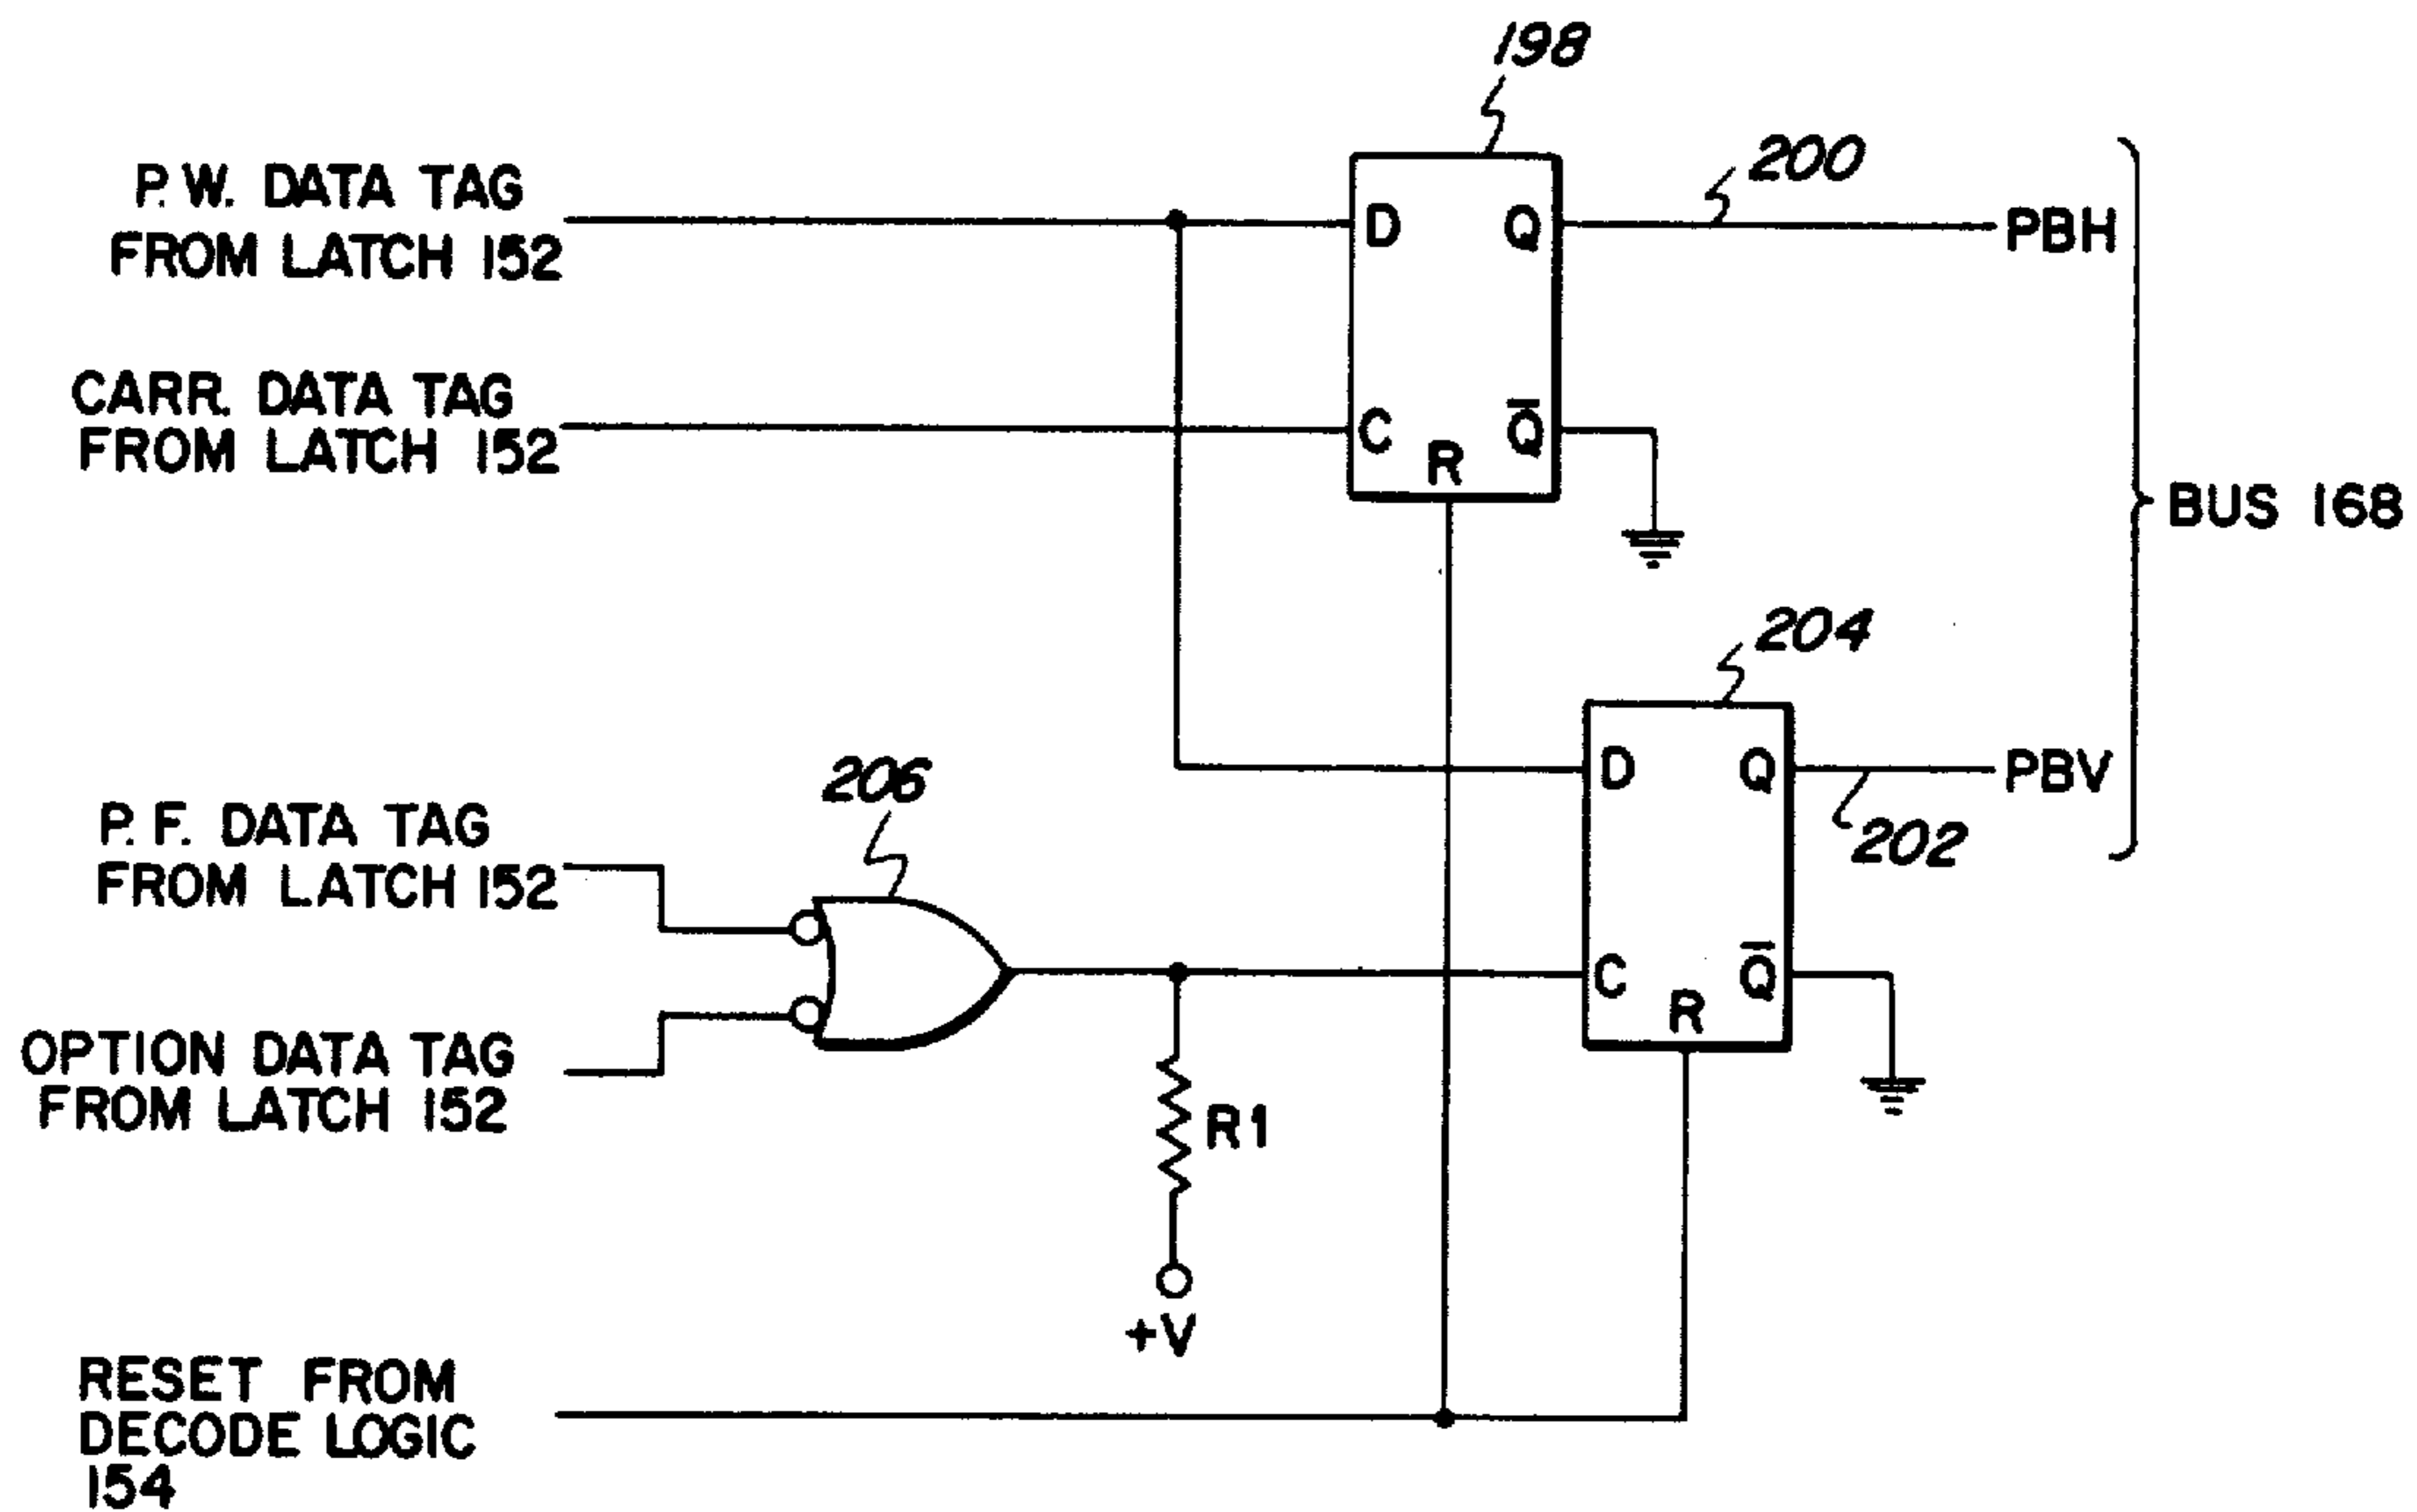 198
P.W. DATA TAG
FROM LATCH 152
200
D
Q
PBH
CARR. DATA TAG
FROM LATCH 152
C
R
Q̅
BUS 168
204
D
Q
PBV
202
206
P.F. DATA TAG
FROM LATCH 152
C
R
Q̅
OPTION DATA TAG
FROM LATCH 152
R1
+V
RESET FROM
DECODE LOGIC
154